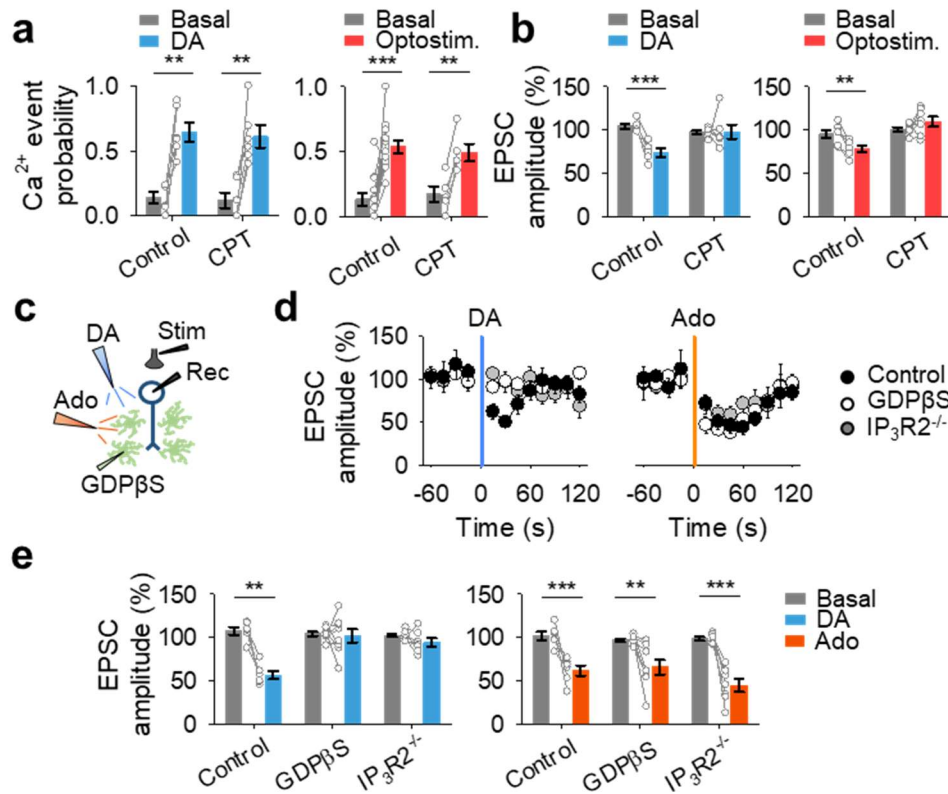 a
Basal
DA
Basal
Optostim.
Ca²⁺ event
probability
1.0
0.5
0.0
** **
Control
CPT
1.0
0.5
0.0
*** **
Control
CPT
b
Basal
DA
Basal
Optostim.
EPSC
amplitude (%)
150
100
50
0
***
Control
CPT
150
100
50
0
**
Control
CPT
c
DA
Stim
Rec
Ado
GDPβS
d
DA
Ado
EPSC
amplitude (%)
150
100
50
0
-60 0 60 120
Time (s)
-60 0 60 120
Time (s)
Control
GDPβS
IP₃R2⁻/⁻
e
EPSC
amplitude (%)
150
100
50
0
**
Control
GDPβS
IP₃R2⁻/⁻
150
100
50
0
*** ** ***
Control
GDPβS
IP₃R2⁻/⁻
Basal
DA
Ado